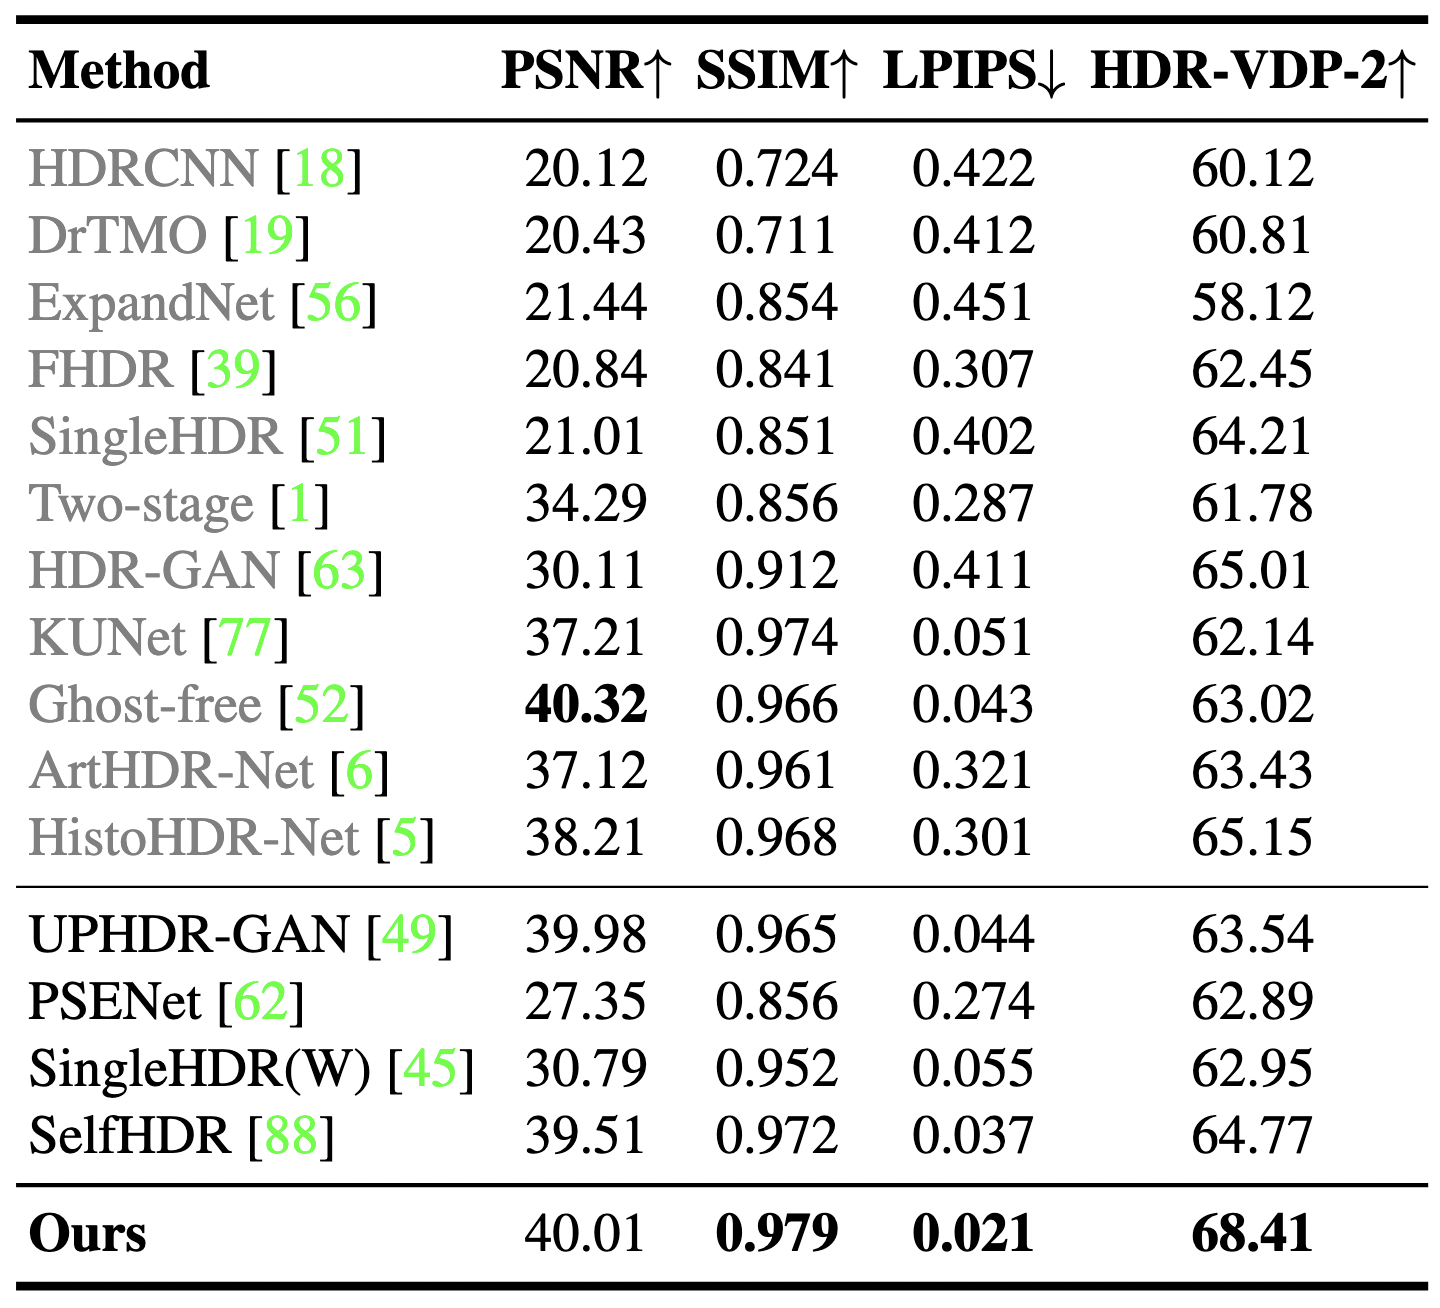 Method PSNR↑ SSIM↑ LPIPS↓ HDR-VDP-2↑
HDRCNN [18] 20.12 0.724 0.422 60.12
DrTMO [19] 20.43 0.711 0.412 60.81
ExpandNet [56] 21.44 0.854 0.451 58.12
FHDR [39] 20.84 0.841 0.307 62.45
SingleHDR [51] 21.01 0.851 0.402 64.21
Two-stage [1] 34.29 0.856 0.287 61.78
HDR-GAN [63] 30.11 0.912 0.411 65.01
KUNet [77] 37.21 0.974 0.051 62.14
Ghost-free [52] 40.32 0.966 0.043 63.02
ArtHDR-Net [6] 37.12 0.961 0.321 63.43
HistoHDR-Net [5] 38.21 0.968 0.301 65.15
UPHDR-GAN [49] 39.98 0.965 0.044 63.54
PSENet [62] 27.35 0.856 0.274 62.89
SingleHDR(W) [45] 30.79 0.952 0.055 62.95
SelfHDR [88] 39.51 0.972 0.037 64.77
Ours 40.01 0.979 0.021 68.41